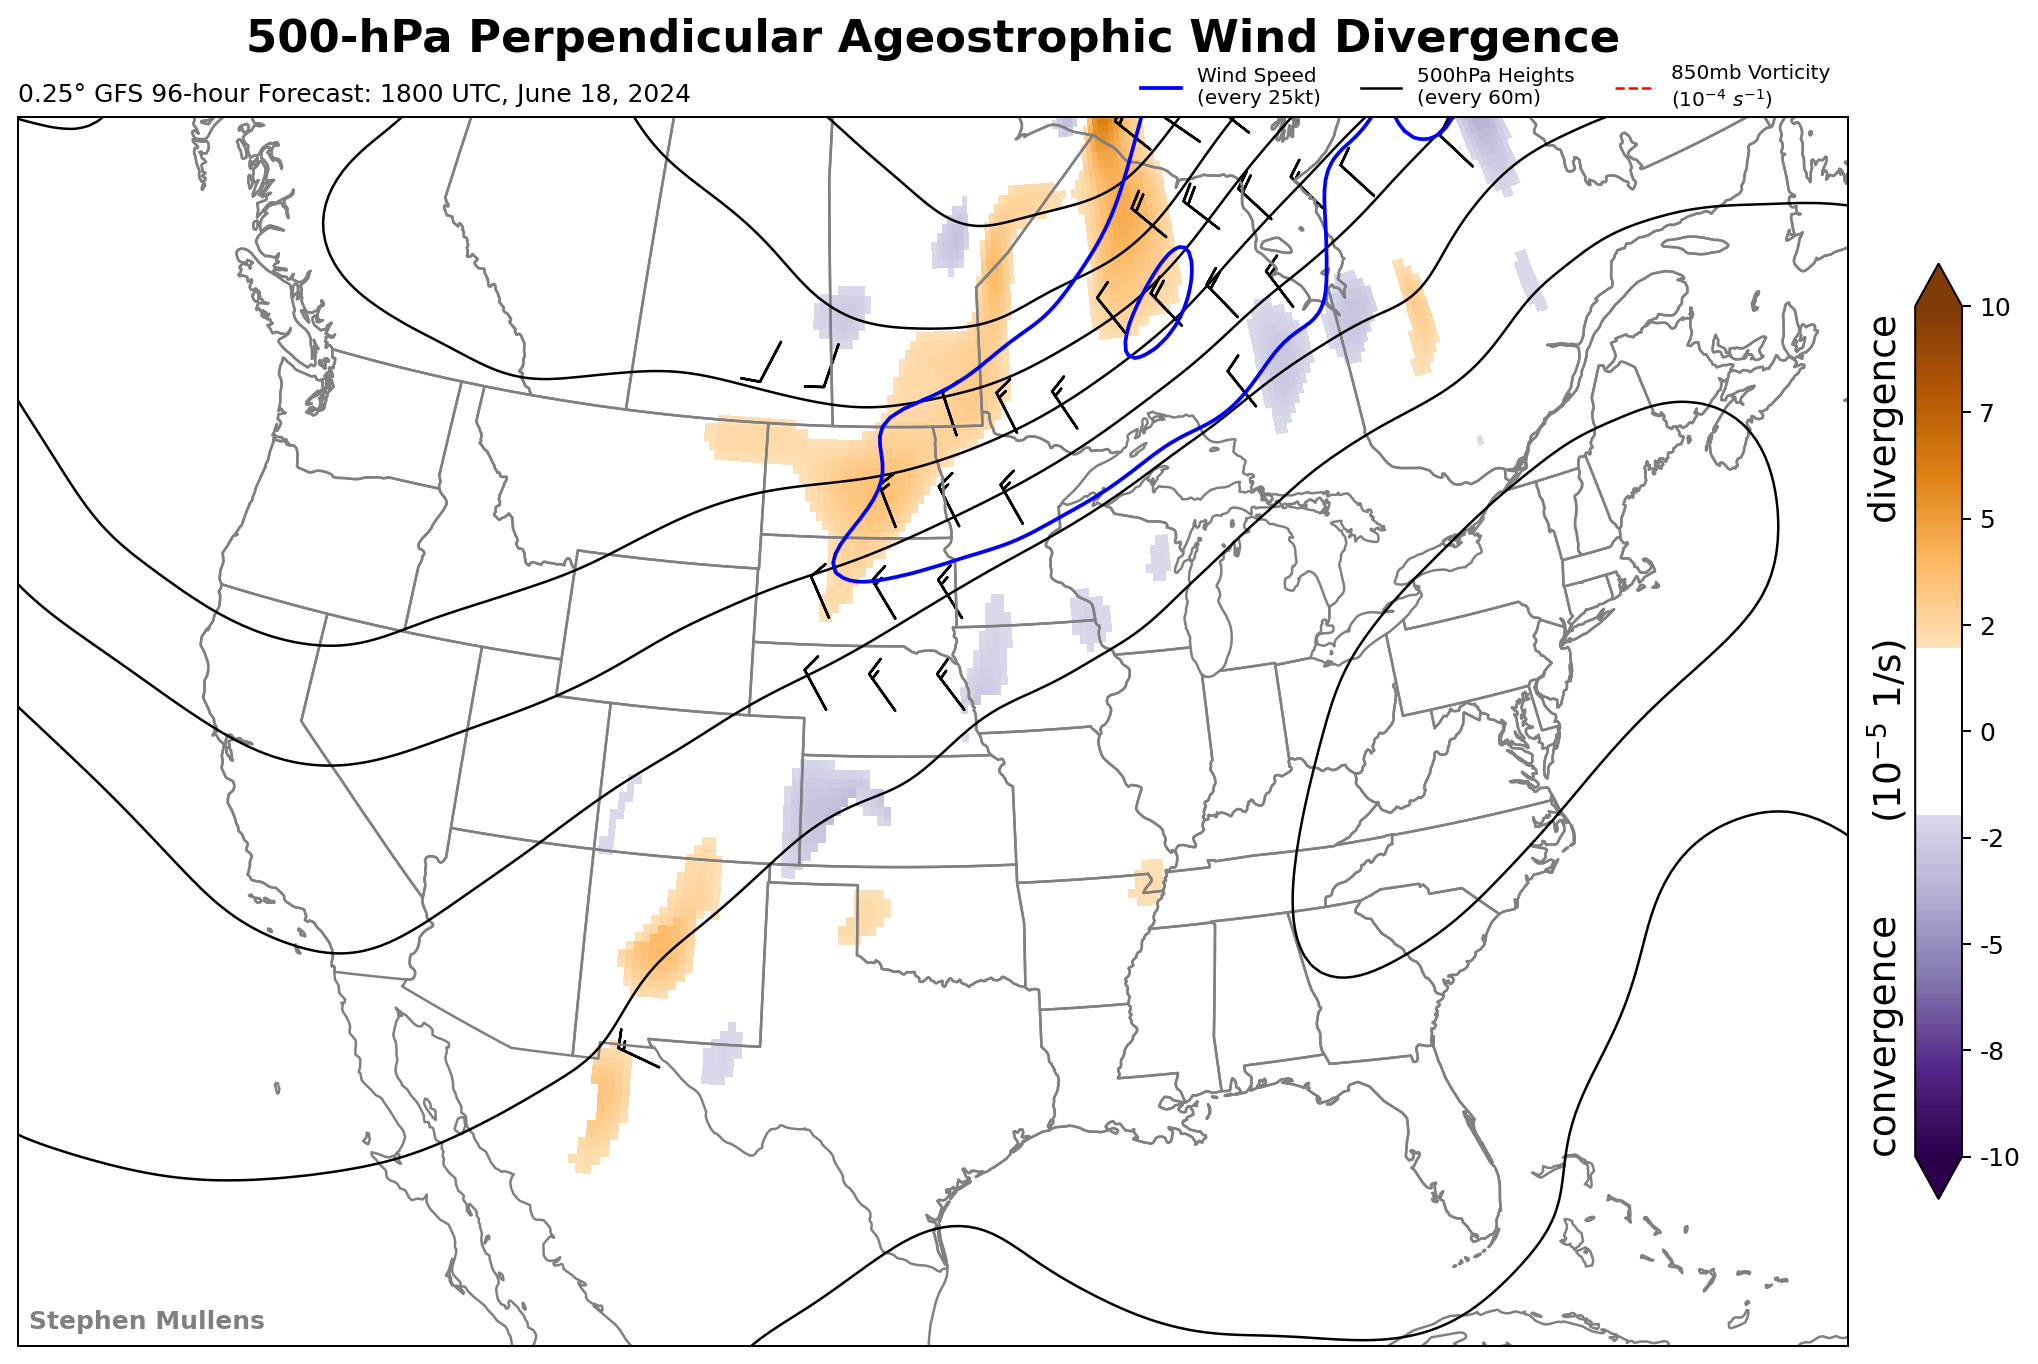 500-hPa Perpendicular Ageostrophic Wind Divergence
0.25° GFS 96-hour Forecast: 1800 UTC, June 18, 2024
Wind Speed
(every 25kt)
500hPa Heights
(every 60m)
850mb Vorticity
(10⁻⁴ s⁻¹)
10
7
5
2
0
-2
-5
-8
-10
convergence (10⁻⁵ 1/s) divergence
Stephen Mullens